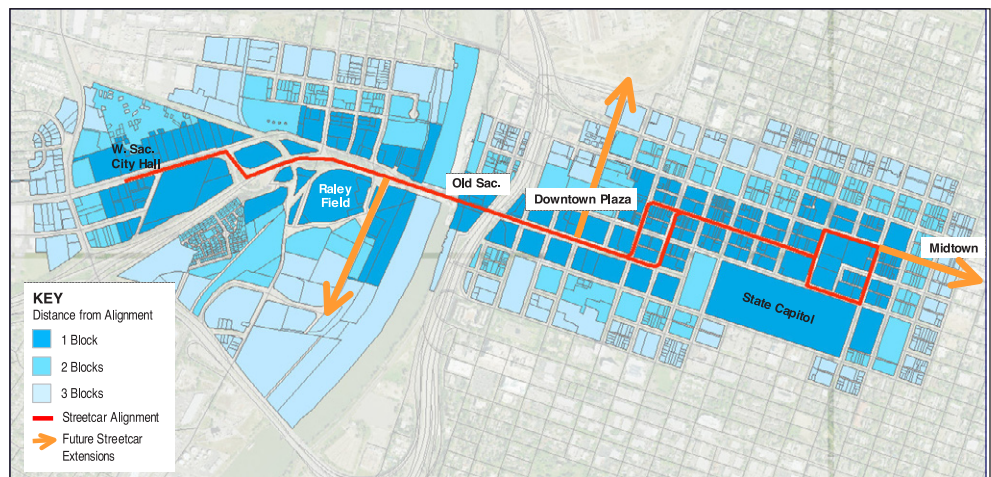 W. Sac.
City Hall
Raley
Field
Old Sac.
Downtown Plaza
Midtown
State Capitol
KEY
Distance from Alignment
1 Block
2 Blocks
3 Blocks
Streetcar Alignment
Future Streetcar
Extensions